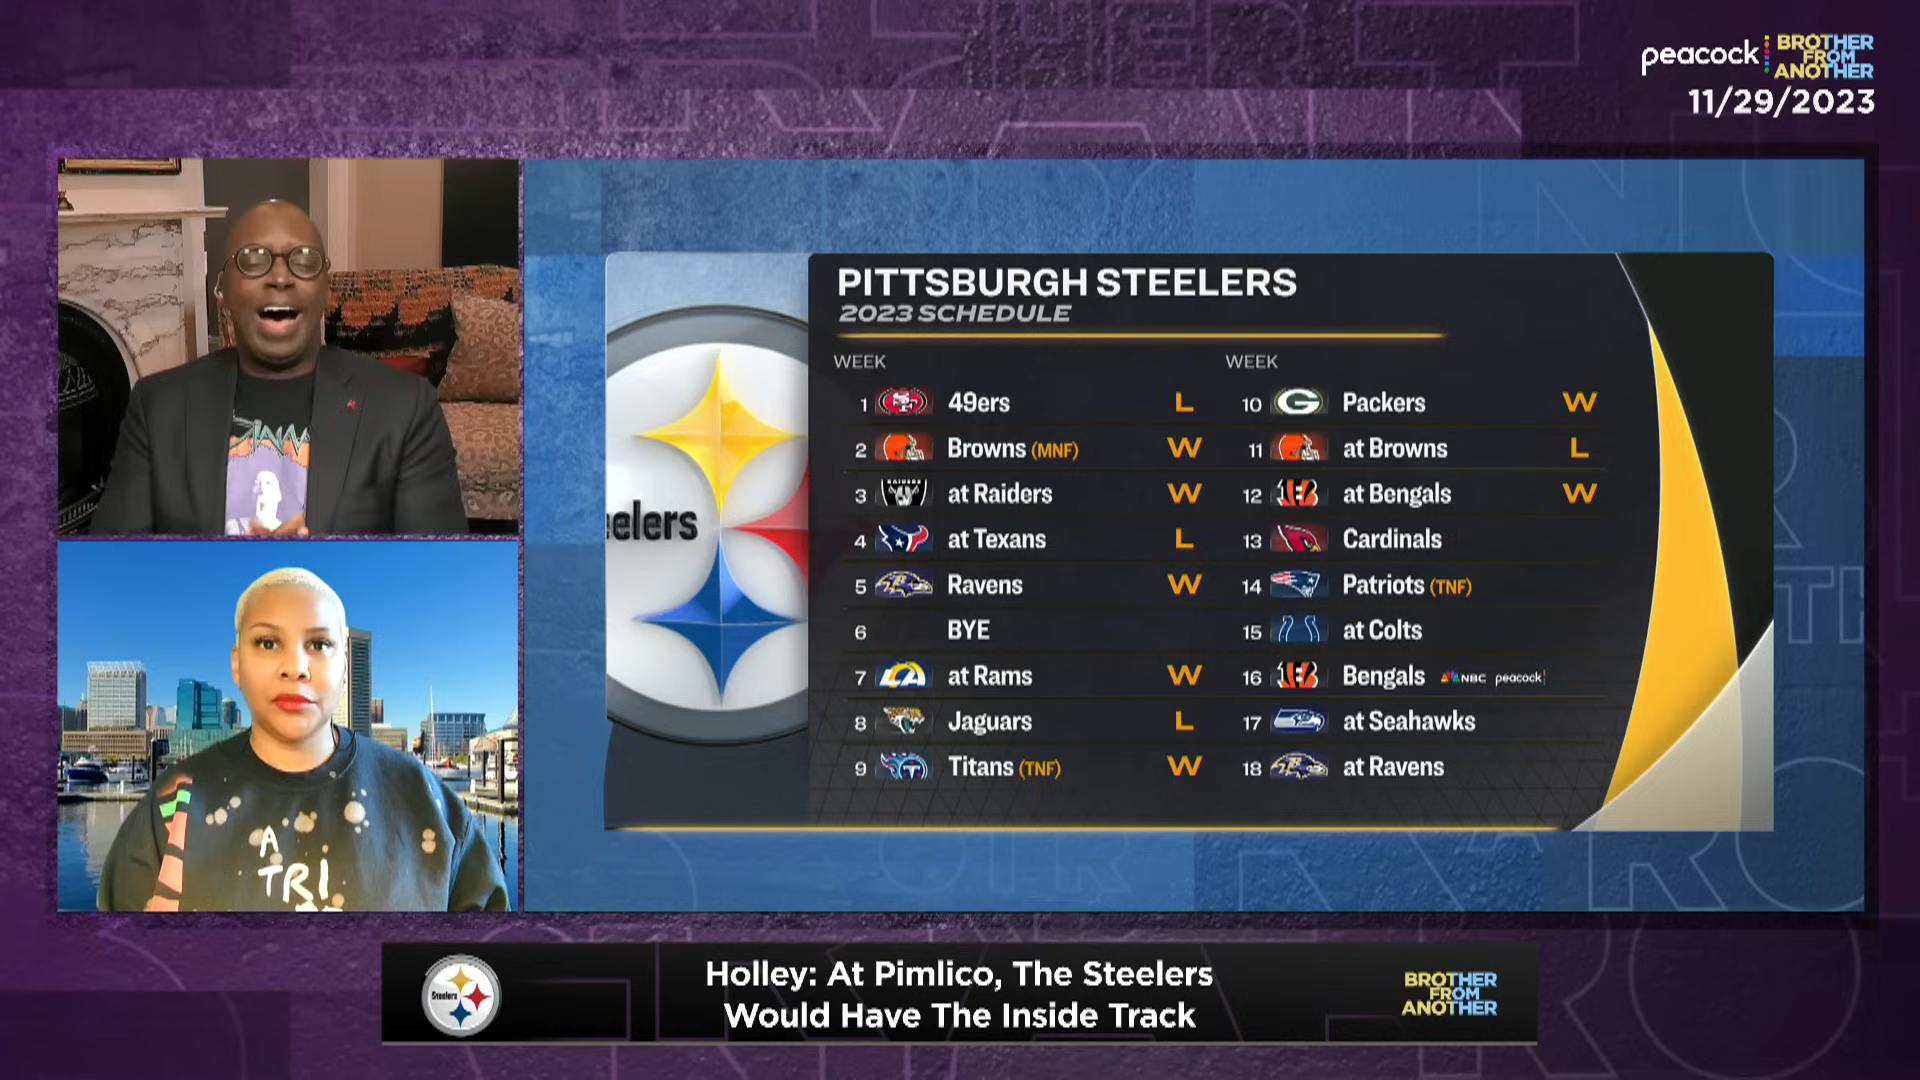 peacock BROTHER FROM ANOTHER
11/29/2023
PITTSBURGH STEELERS
2023 SCHEDULE
WEEK
1 49ers L
2 Browns (MNF) W
3 RAIDERS at Raiders W
4 at Texans L
5 Ravens W
6 BYE
7 LA at Rams W
8 Jaguars L
9 T Titans (TNF) W
WEEK
10 G Packers W
11 at Browns L
12 at Bengals W
13 Cardinals
14 Patriots (TNF)
15 at Colts
16 Bengals NBC peacock
17 at Seahawks
18 at Ravens
elers
A
TRI
Steelers
Holley: At Pimlico, The Steelers
Would Have The Inside Track
BROTHER
FROM
ANOTHER